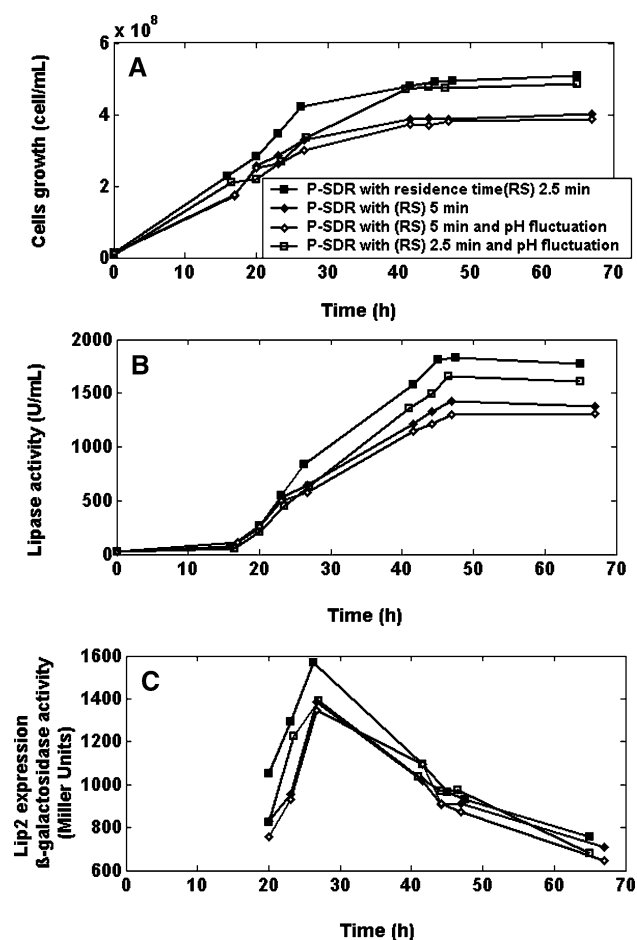 x 10⁸
6
4
2
0
0 10 20 30 40 50 60 70
A
Cells growth (cell/mL)
P-SDR with residence time(RS) 2.5 min
P-SDR with (RS) 5 min
P-SDR with (RS) 5 min and pH fluctuation
P-SDR with (RS) 2.5 min and pH fluctuation
Time (h)
2000
1500
1000
500
0
0 10 20 30 40 50 60 70
B
Lipase activity (U/mL)
Time (h)
1600
1400
1200
1000
800
600
0 10 20 30 40 50 60 70
C
Lip2 expression
ß-galactosidase activity
(Miller Units)
Time (h)